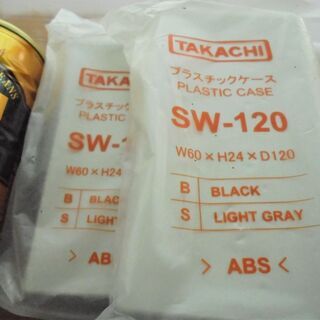 TAKACHI
プラスチックケース
PLASTIC CASE
SW-120
W60×H24×D120
B BLACK
S LIGHT GRAY
> ABS <
TAKACHI
プラスチック
PLASTIC
SW-1
W60×H24
B BLAC
S LIGHT
> AB